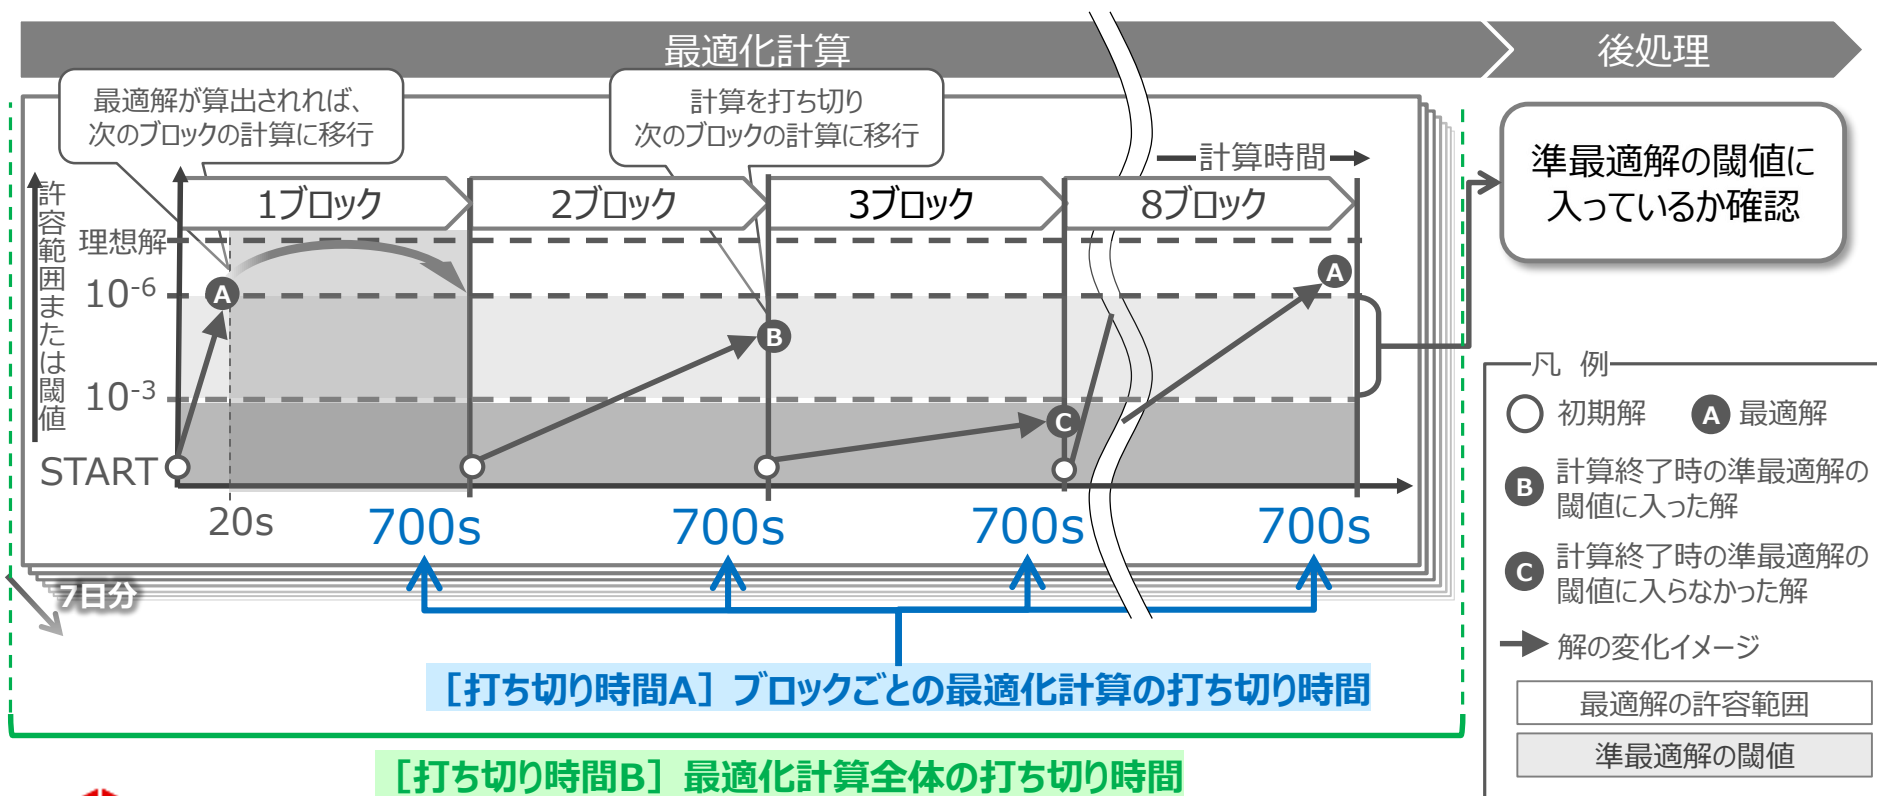 最適化計算
後処理
最適解が算出されれば、
次のブロックの計算に移行
計算を打ち切り
次のブロックの計算に移行
計算時間
準最適解の閾値に
入っているか確認
許容範囲または閾値
1ブロック
2ブロック
3ブロック
8ブロック
理想解
10-6
10-3
START
A
B
C
A
20s
700s
700s
700s
700s
7日分
［打ち切り時間A］ブロックごとの最適化計算の打ち切り時間
［打ち切り時間B］最適化計算全体の打ち切り時間
凡 例
初期解
A 最適解
B 計算終了時の準最適解の
閾値に入った解
C 計算終了時の準最適解の
閾値に入らなかった解
解の変化イメージ
最適解の許容範囲
準最適解の閾値